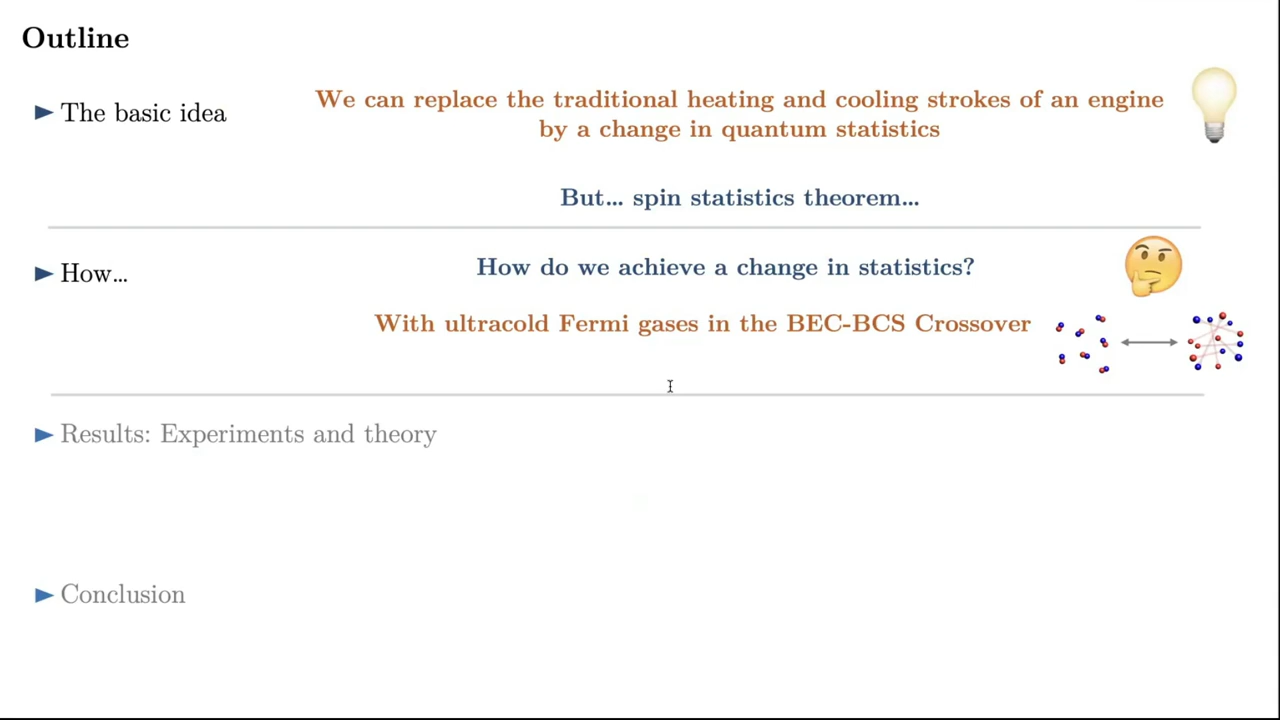 Outline
► The basic idea
We can replace the traditional heating and cooling strokes of an engine
by a change in quantum statistics
But... spin statistics theorem...
► How...
How do we achieve a change in statistics?
With ultracold Fermi gases in the BEC-BCS Crossover
► Results: Experiments and theory
► Conclusion